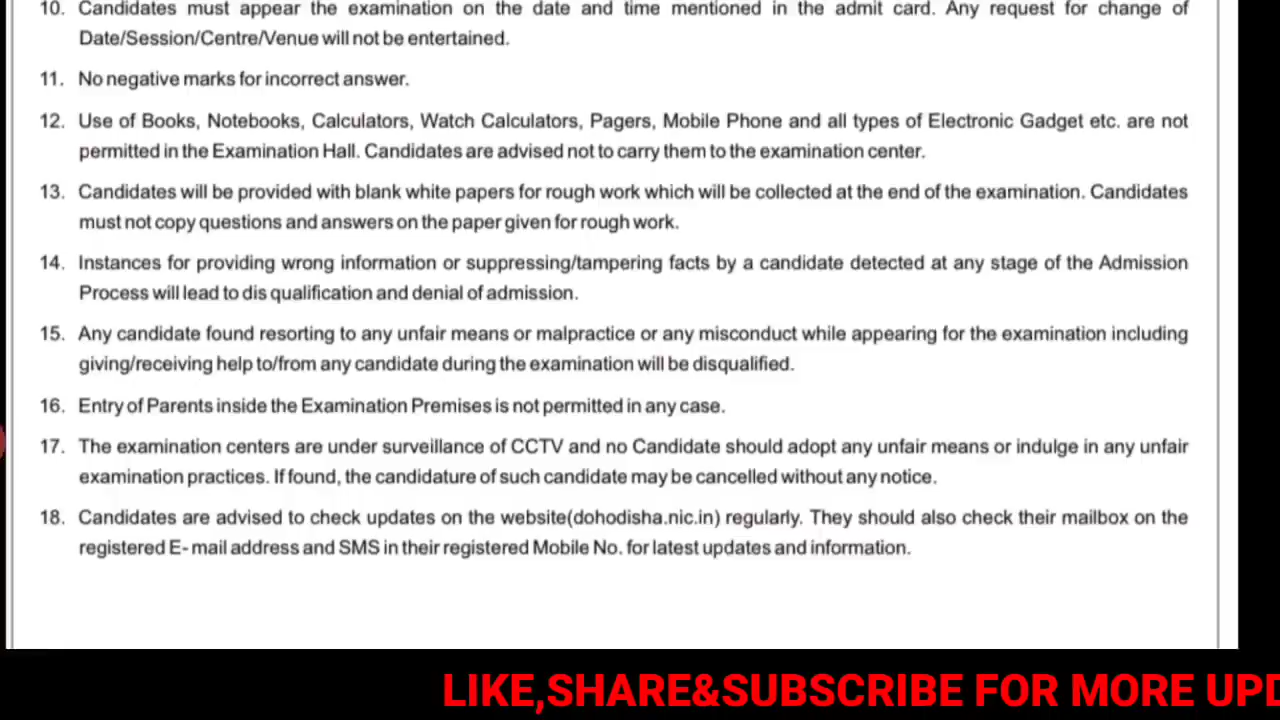 10. Candidates must appear the examination on the date and time mentioned in the admit card. Any request for change of
Date/Session/Centre/Venue will not be entertained.
11. No negative marks for incorrect answer.
12. Use of Books, Notebooks, Calculators, Watch Calculators, Pagers, Mobile Phone and all types of Electronic Gadget etc. are not
permitted in the Examination Hall. Candidates are advised not to carry them to the examination center.
13. Candidates will be provided with blank white papers for rough work which will be collected at the end of the examination. Candidates
must not copy questions and answers on the paper given for rough work.
14. Instances for providing wrong information or suppressing/tampering facts by a candidate detected at any stage of the Admission
Process will lead to dis qualification and denial of admission.
15. Any candidate found resorting to any unfair means or malpractice or any misconduct while appearing for the examination including
giving/receiving help to/from any candidate during the examination will be disqualified.
16. Entry of Parents inside the Examination Premises is not permitted in any case.
17. The examination centers are under surveillance of CCTV and no Candidate should adopt any unfair means or indulge in any unfair
examination practices. If found, the candidature of such candidate may be cancelled without any notice.
18. Candidates are advised to check updates on the website(dohodisha.nic.in) regularly. They should also check their mailbox on the
registered E- mail address and SMS in their registered Mobile No. for latest updates and information.
LIKE,SHARE&SUBSCRIBE FOR MORE UPD